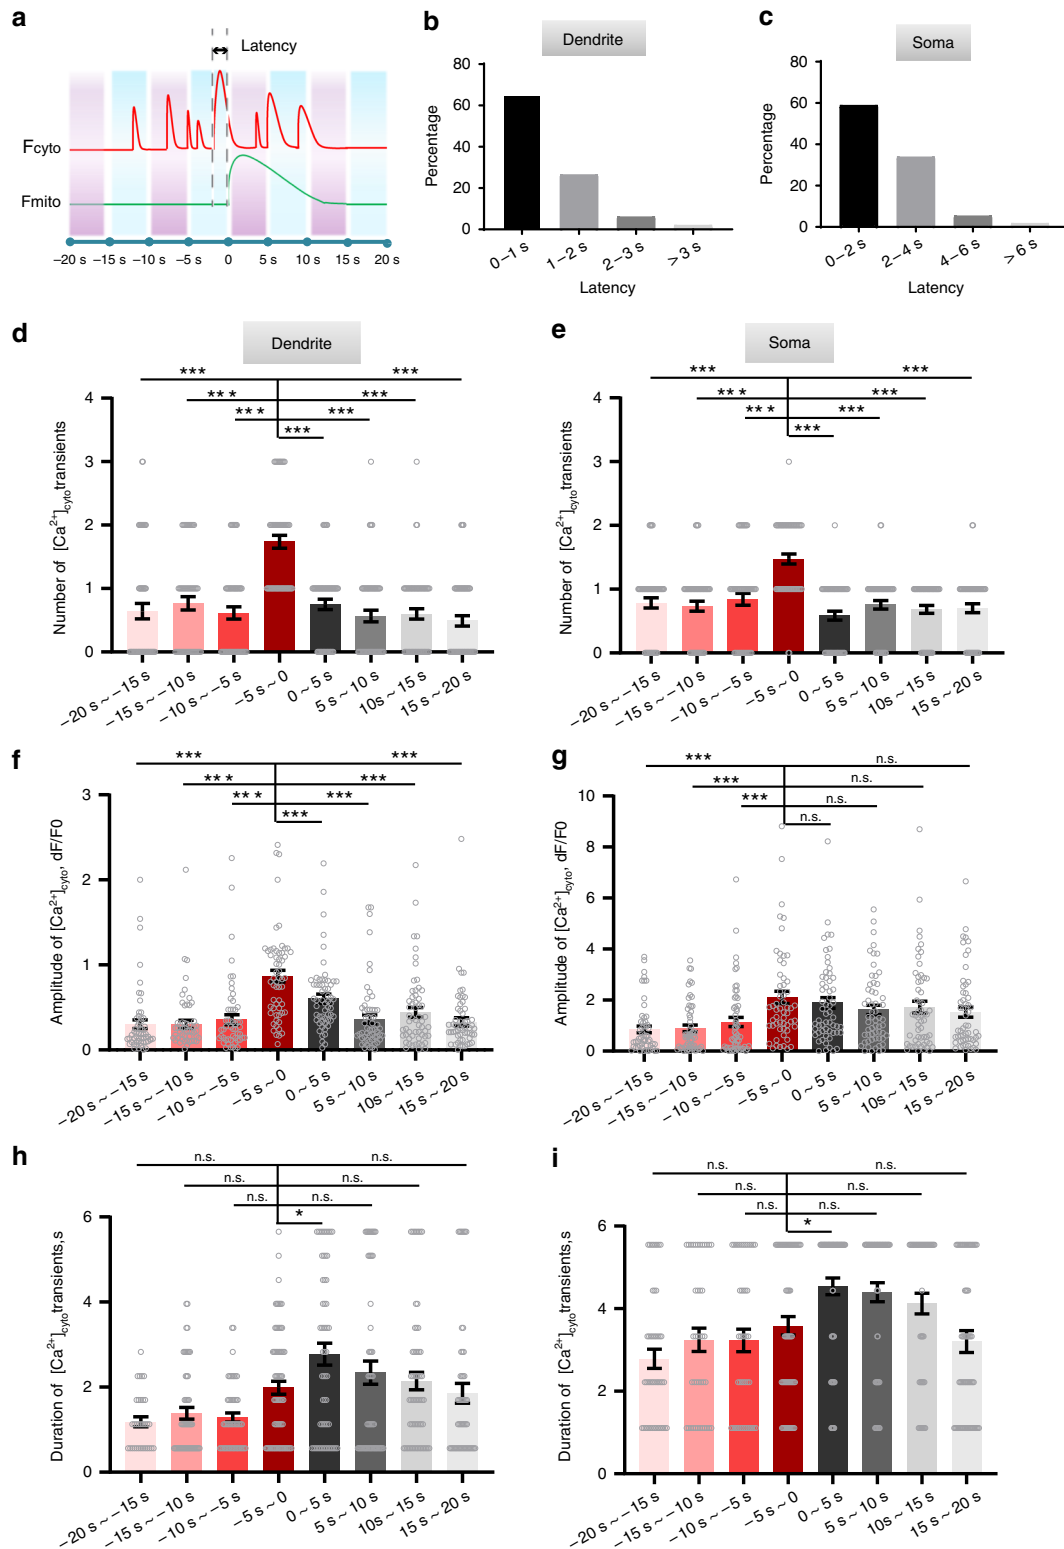 a
Latency
Fcyto
Fmito
−20 s −15 s −10 s −5 s 0 5 s 10 s 15 s 20 s
b
Dendrite
Percentage
80
60
40
20
0
0–1 s 1–2 s 2–3 s >3 s
Latency
c
Soma
Percentage
80
60
40
20
0
0–2 s 2–4 s 4–6 s >6 s
Latency
d
Dendrite
*** ***
*** ***
*** ***
***
Number of [Ca²⁺]cyto transients
4
3
2
1
0
−20 s ~ −15 s −15 s ~ −10 s −10 s ~ −5 s −5 s ~ 0 0 ~ 5 s 5 s ~ 10 s 10s ~ 15 s 15 s ~ 20 s
e
Soma
*** ***
*** ***
*** ***
***
Number of [Ca²⁺]cyto transients
4
3
2
1
0
−20 s ~ −15 s −15 s ~ −10 s −10 s ~ −5 s −5 s ~ 0 0 ~ 5 s 5 s ~ 10 s 10s ~ 15 s 15 s ~ 20 s
f
*** ***
*** ***
*** ***
***
Amplitude of [Ca²⁺]cyto, dF/F0
3
2
1
0
−20 s ~ −15 s −15 s ~ −10 s −10 s ~ −5 s −5 s ~ 0 0 ~ 5 s 5 s ~ 10 s 10s ~ 15 s 15 s ~ 20 s
g
*** n.s.
*** n.s.
*** n.s.
n.s.
Amplitude of [Ca²⁺]cyto, dF/F0
10
8
6
4
2
0
−20 s ~ −15 s −15 s ~ −10 s −10 s ~ −5 s −5 s ~ 0 0 ~ 5 s 5 s ~ 10 s 10s ~ 15 s 15 s ~ 20 s
h
n.s. n.s.
n.s. n.s.
n.s. n.s.
*
Duration of [Ca²⁺]cyto transients,s
6
4
2
0
−20 s ~ −15 s −15 s ~ −10 s −10 s ~ −5 s −5 s ~ 0 0 ~ 5 s 5 s ~ 10 s 10s ~ 15 s 15 s ~ 20 s
i
n.s. n.s.
n.s. n.s.
n.s. n.s.
*
Duration of [Ca²⁺]cyto transients,s
6
4
2
0
−20 s ~ −15 s −15 s ~ −10 s −10 s ~ −5 s −5 s ~ 0 0 ~ 5 s 5 s ~ 10 s 10s ~ 15 s 15 s ~ 20 s